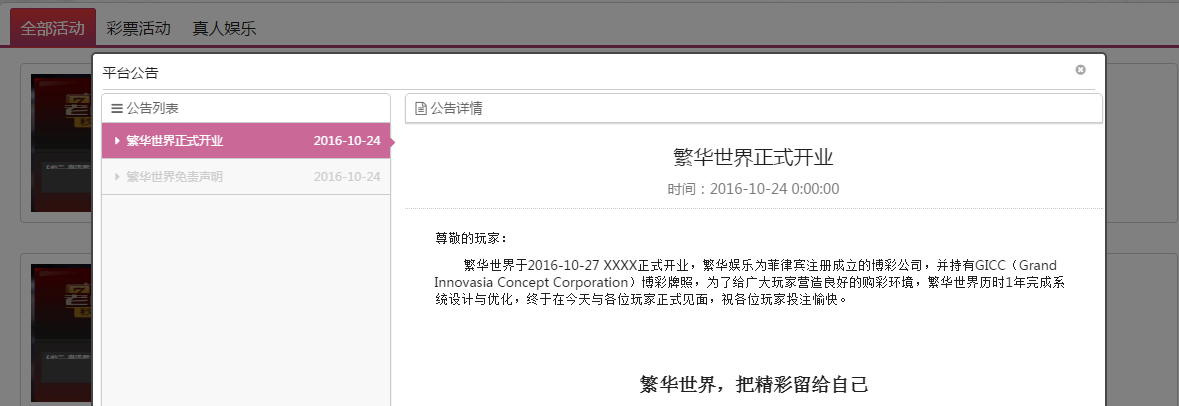 全部活动 彩票活动 真人娱乐
平台公告
公告列表
公告详情
繁华世界正式开业 2016-10-24
繁华世界免责声明 2016-10-24
繁华世界正式开业
时间：2016-10-24 0:00:00
尊敬的玩家：
繁华世界于2016-10-27 XXXX正式开业，繁华娱乐为菲律宾注册成立的博彩公司，并持有GICC（Grand
Innovasia Concept Corporation）博彩牌照，为了给广大玩家营造良好的购彩环境，繁华世界历时1年完成系
统设计与优化，终于在今天与各位玩家正式见面，祝各位玩家投注愉快。
繁华世界，把精彩留给自己